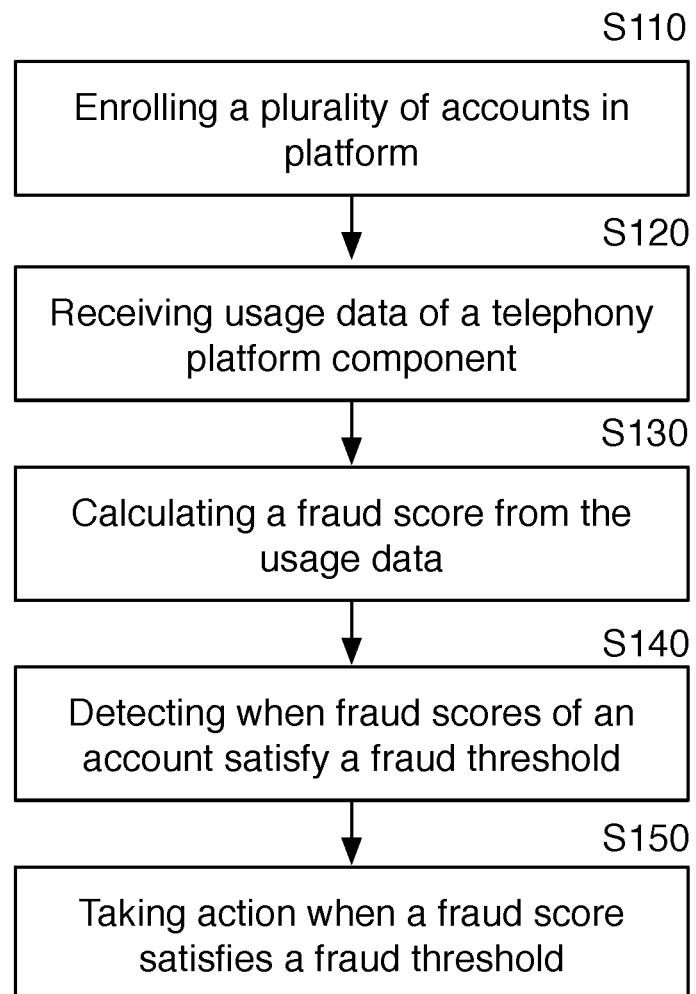 S110
Enrolling a plurality of accounts in
platform
S120
Receiving usage data of a telephony
platform component
S130
Calculating a fraud score from the
usage data
S140
Detecting when fraud scores of an
account satisfy a fraud threshold
S150
Taking action when a fraud score
satisfies a fraud threshold